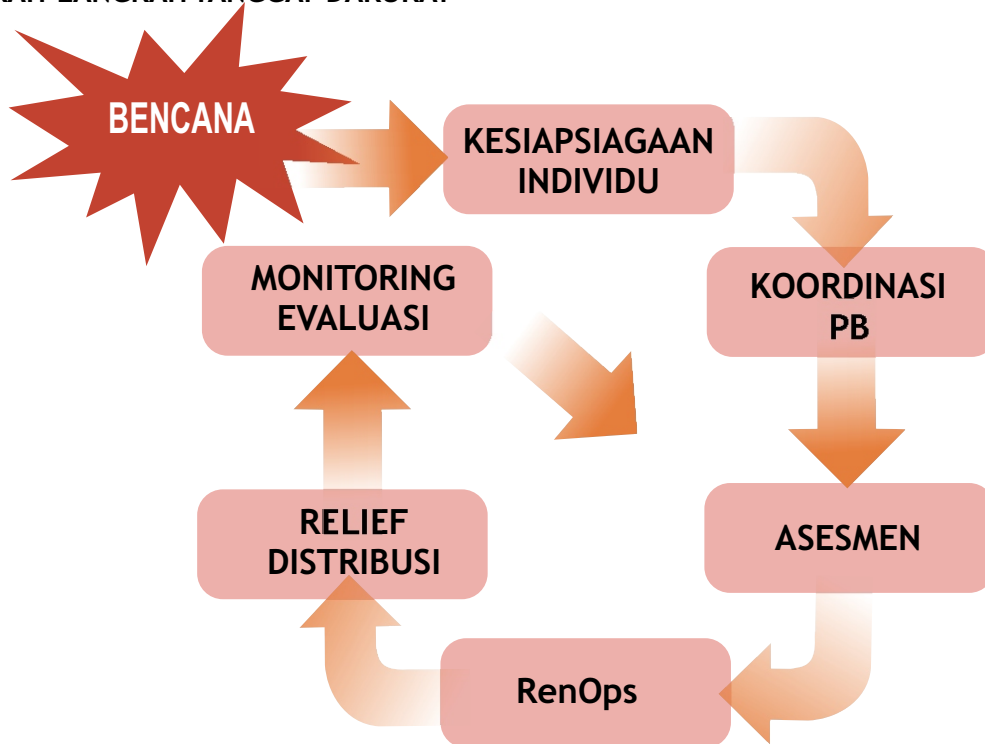 BENCANA
KESIAPSIAGAAN
INDIVIDU
KOORDINASI
PB
ASESMEN
RenOps
RELIEF
DISTRIBUSI
MONITORING
EVALUASI